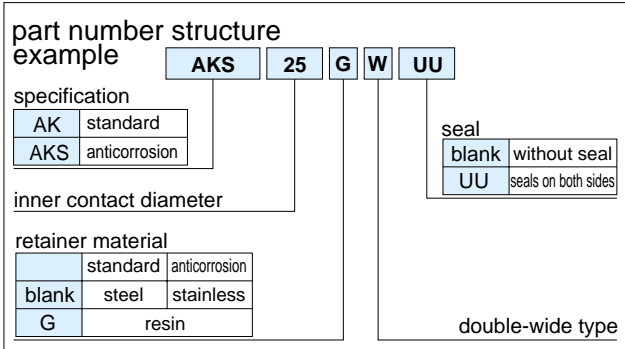 part number structure
example
AKS 25 G W UU
specification
AK standard
AKS anticorrosion
seal
blank without seal
UU seals on both sides
inner contact diameter
retainer material
standard anticorrosion
blank steel stainless
G resin
double-wide type